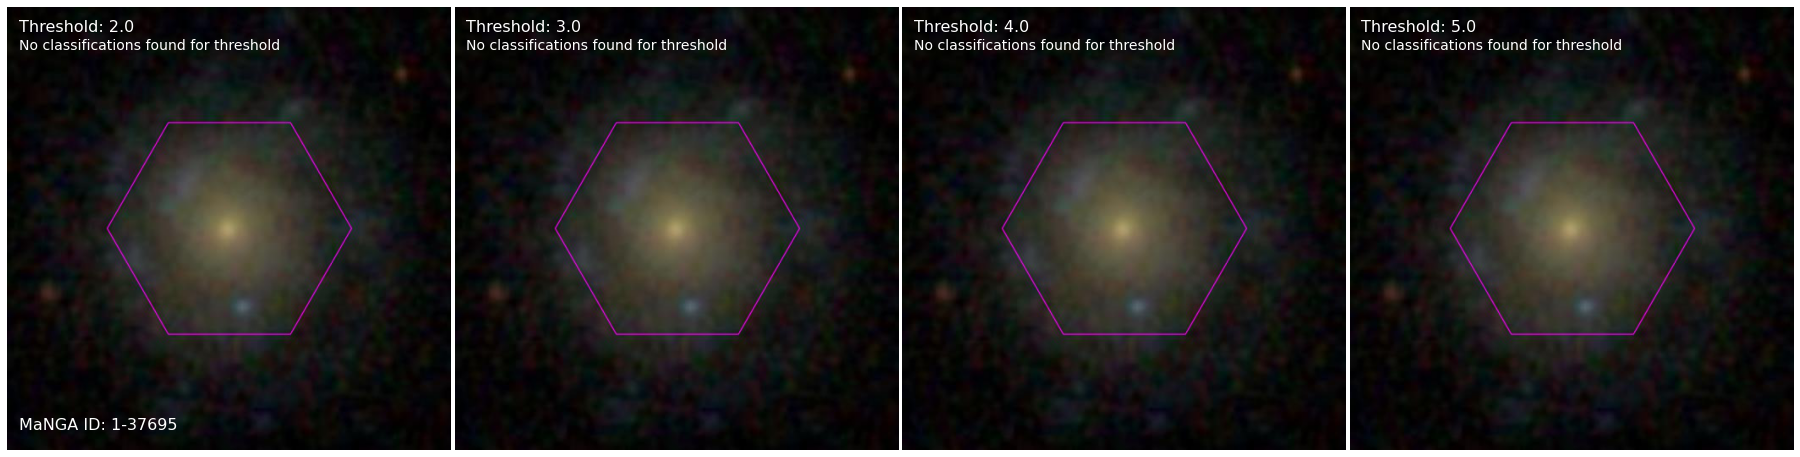 Threshold: 2.0
No classifications found for threshold
MaNGA ID: 1-37695
Threshold: 3.0
No classifications found for threshold
Threshold: 4.0
No classifications found for threshold
Threshold: 5.0
No classifications found for threshold